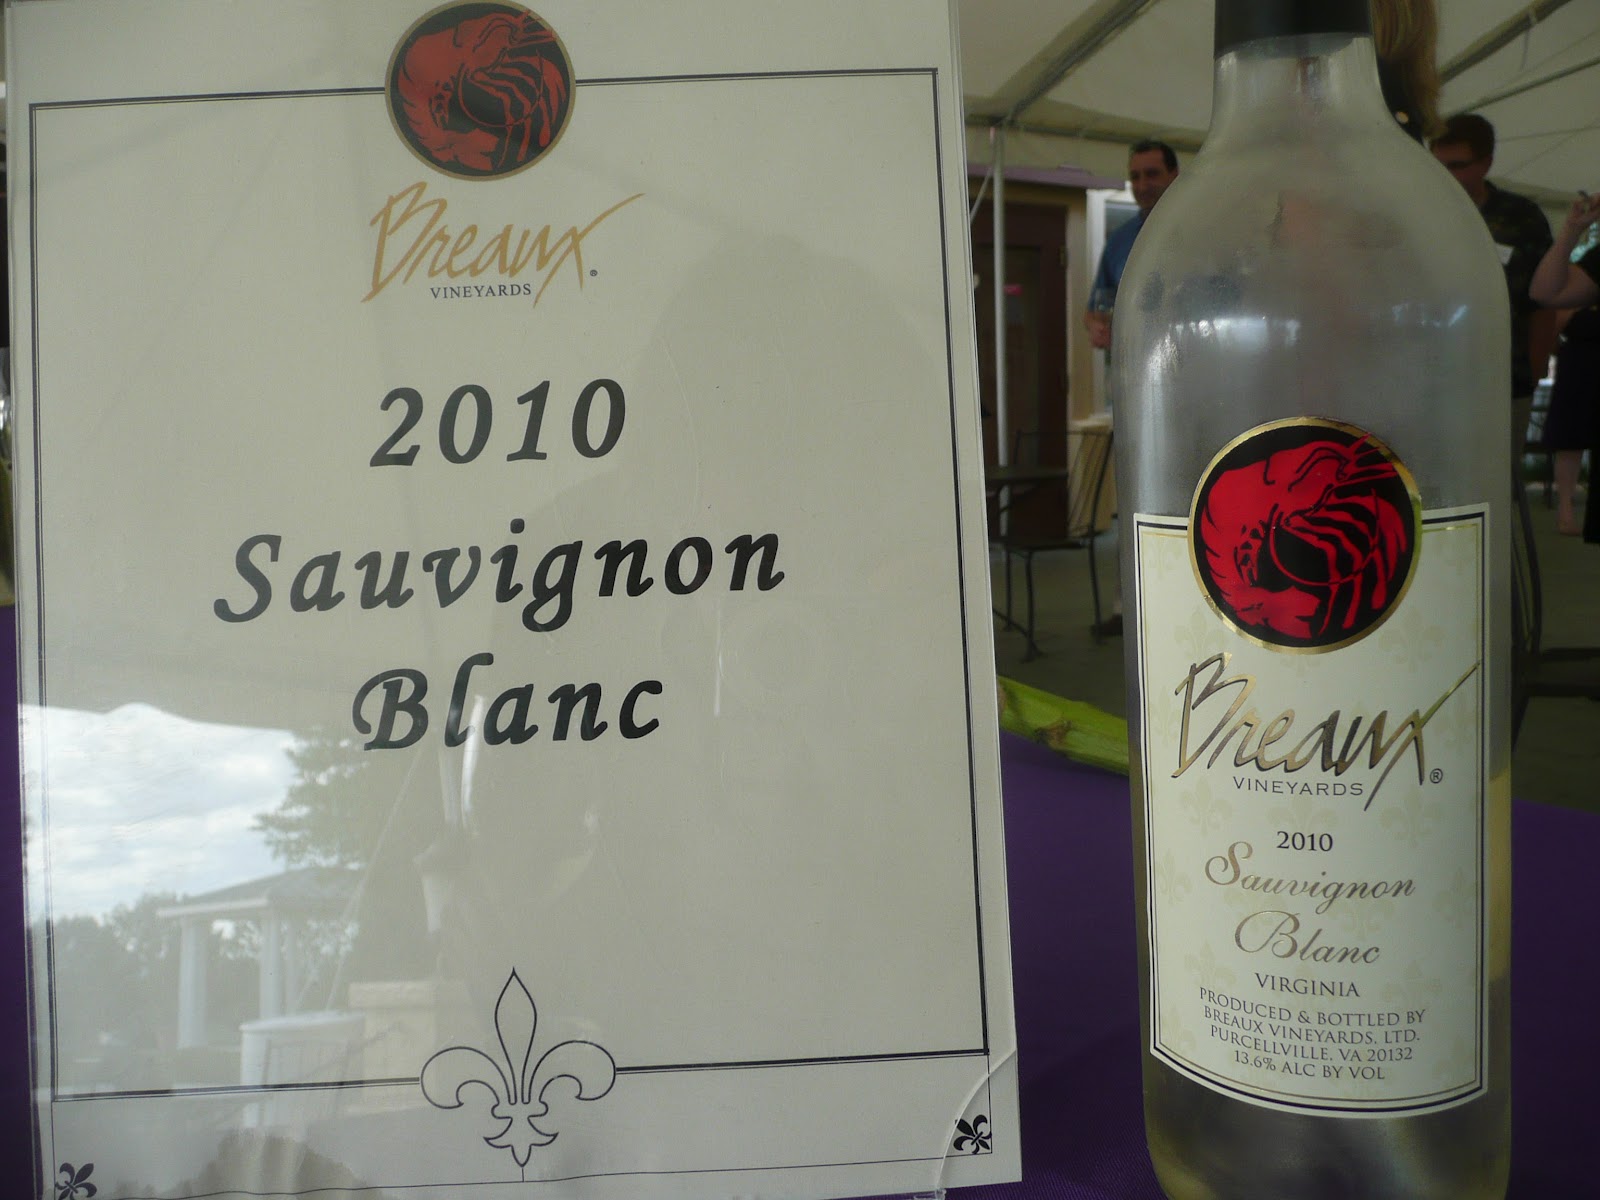 Breaux®
VINEYARDS
2010
Sauvignon
Blanc
Breaux®
VINEYARDS
2010
Sauvignon
Blanc
VIRGINIA
PRODUCED & BOTTLED BY
BREAUX VINEYARDS, LTD.
PURCELLVILLE, VA 20132
13.6% ALC BY VOL